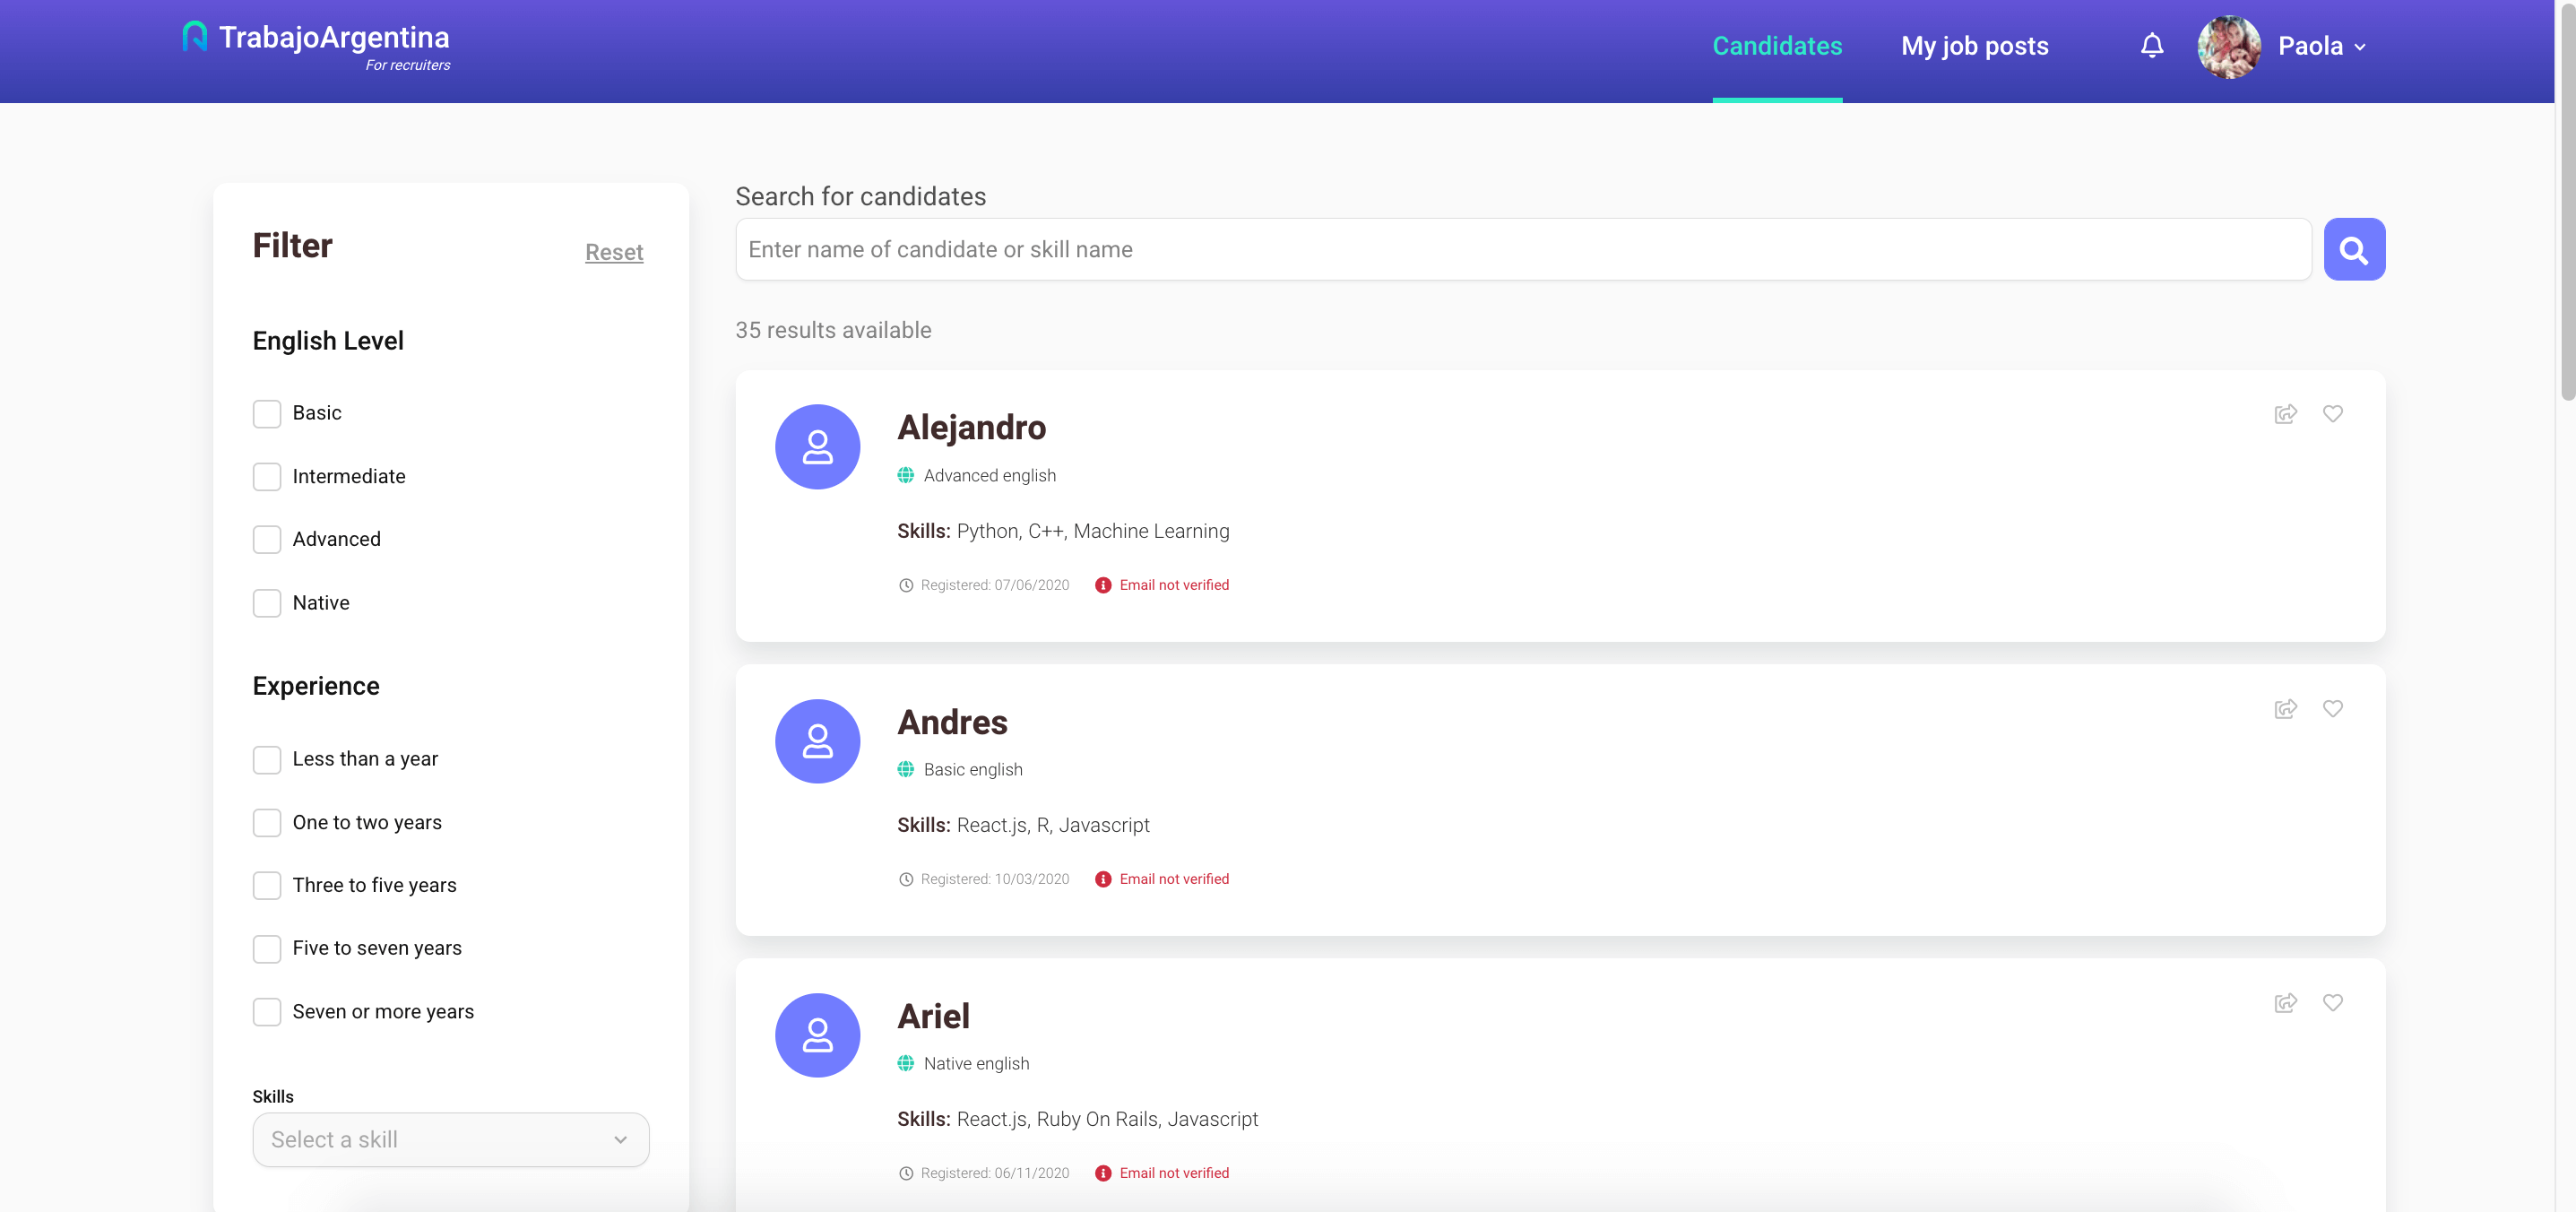 TrabajoArgentina
For recruiters
Candidates
My job posts
Paola
Filter
Reset
English Level
Basic
Intermediate
Advanced
Native
Experience
Less than a year
One to two years
Three to five years
Five to seven years
Seven or more years
Skills
Select a skill
Search for candidates
Enter name of candidate or skill name
35 results available
Alejandro
Advanced english
Skills: Python, C++, Machine Learning
Registered: 07/06/2020 Email not verified
Andres
Basic english
Skills: React.js, R, Javascript
Registered: 10/03/2020 Email not verified
Ariel
Native english
Skills: React.js, Ruby On Rails, Javascript
Registered: 06/11/2020 Email not verified